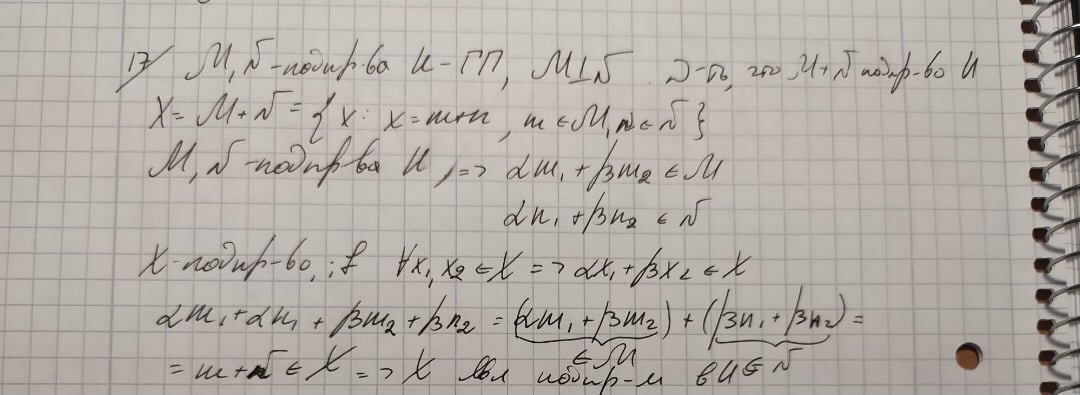 17) M, N - подпр-ва H - ГП, M⊥N. Д-ть, что M+N подпр-во H
X = M+N = {x: x=m+n, m∈M, n∈N}
M, N - подпр-ва H, => αm₁+βm₂ ∈ M
αn₁+βn₂ ∈ N
X - подпр-во, if ∀x₁,x₂ ∈ X => αx₁+βx₂ ∈ X
αm₁+αn₁+βm₂+βn₂ = (αm₁+βm₂) + (βn₁+βn₂) =
∈M ∈N
= m+n ∈ X => X явл подпр-м в H